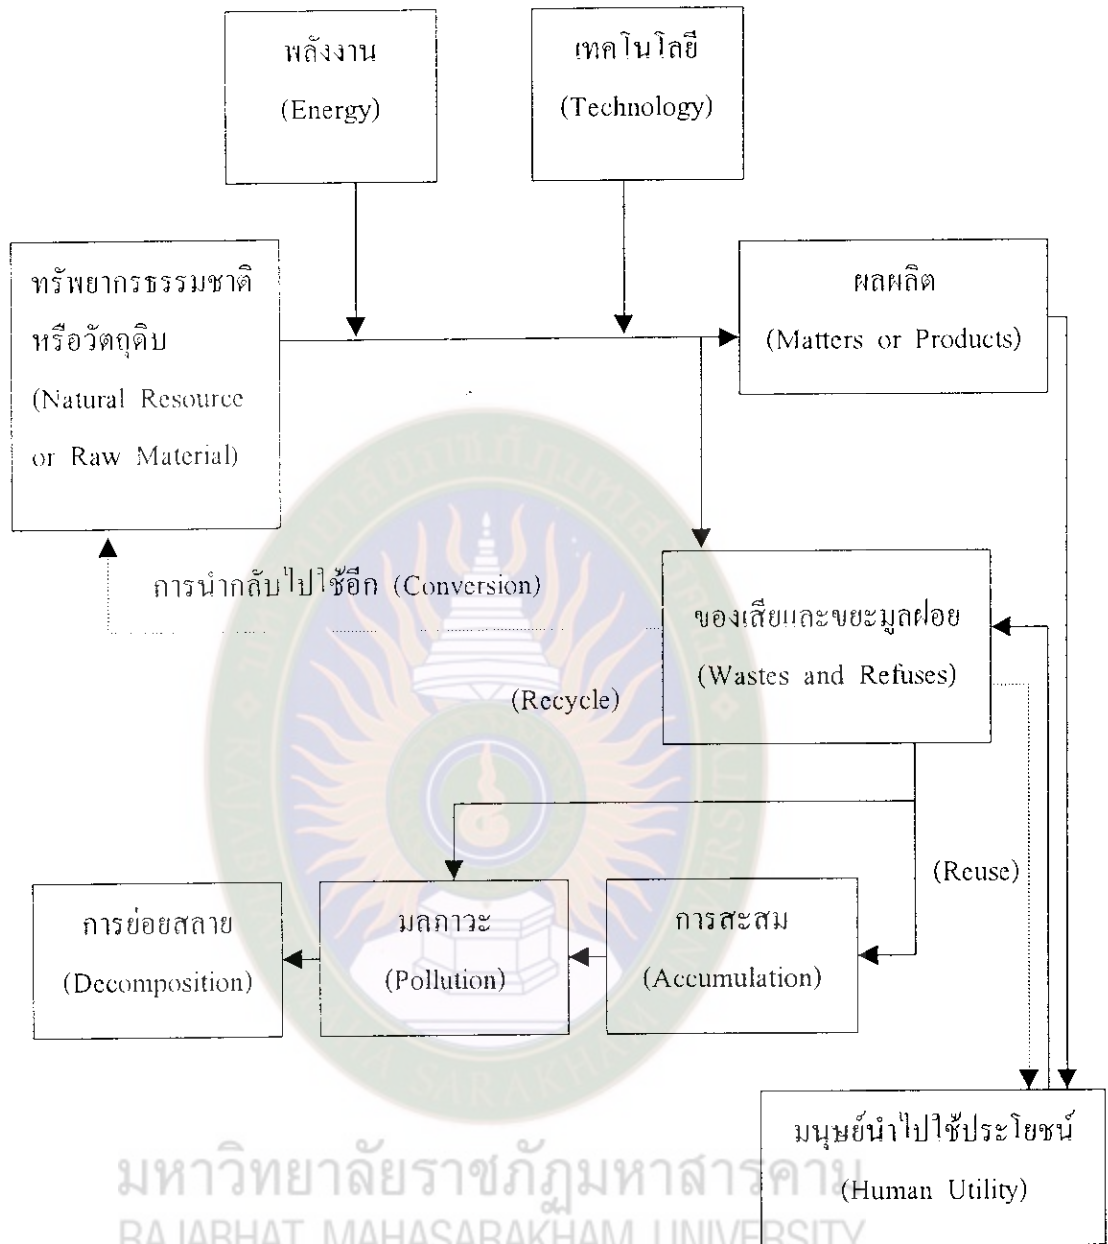 พลังงาน
(Energy)
เทคโนโลยี
(Technology)
ทรัพยากรธรรมชาติ
หรือวัตถุดิบ
(Natural Resource
or Raw Material)
ผลผลิต
(Matters or Products)
การนำกลับไปใช้อีก (Conversion)
(Recycle)
ของเสียและขยะมูลฝอย
(Wastes and Refuses)
(Reuse)
การย่อยสลาย
(Decomposition)
มลภาวะ
(Pollution)
การสะสม
(Accumulation)
มนุษย์นำไปใช้ประโยชน์
(Human Utility)
มหาวิทยาลัยราชภัฏมหาสารคาม
RAJABHAT MAHASARAKHAM UNIVERSITY